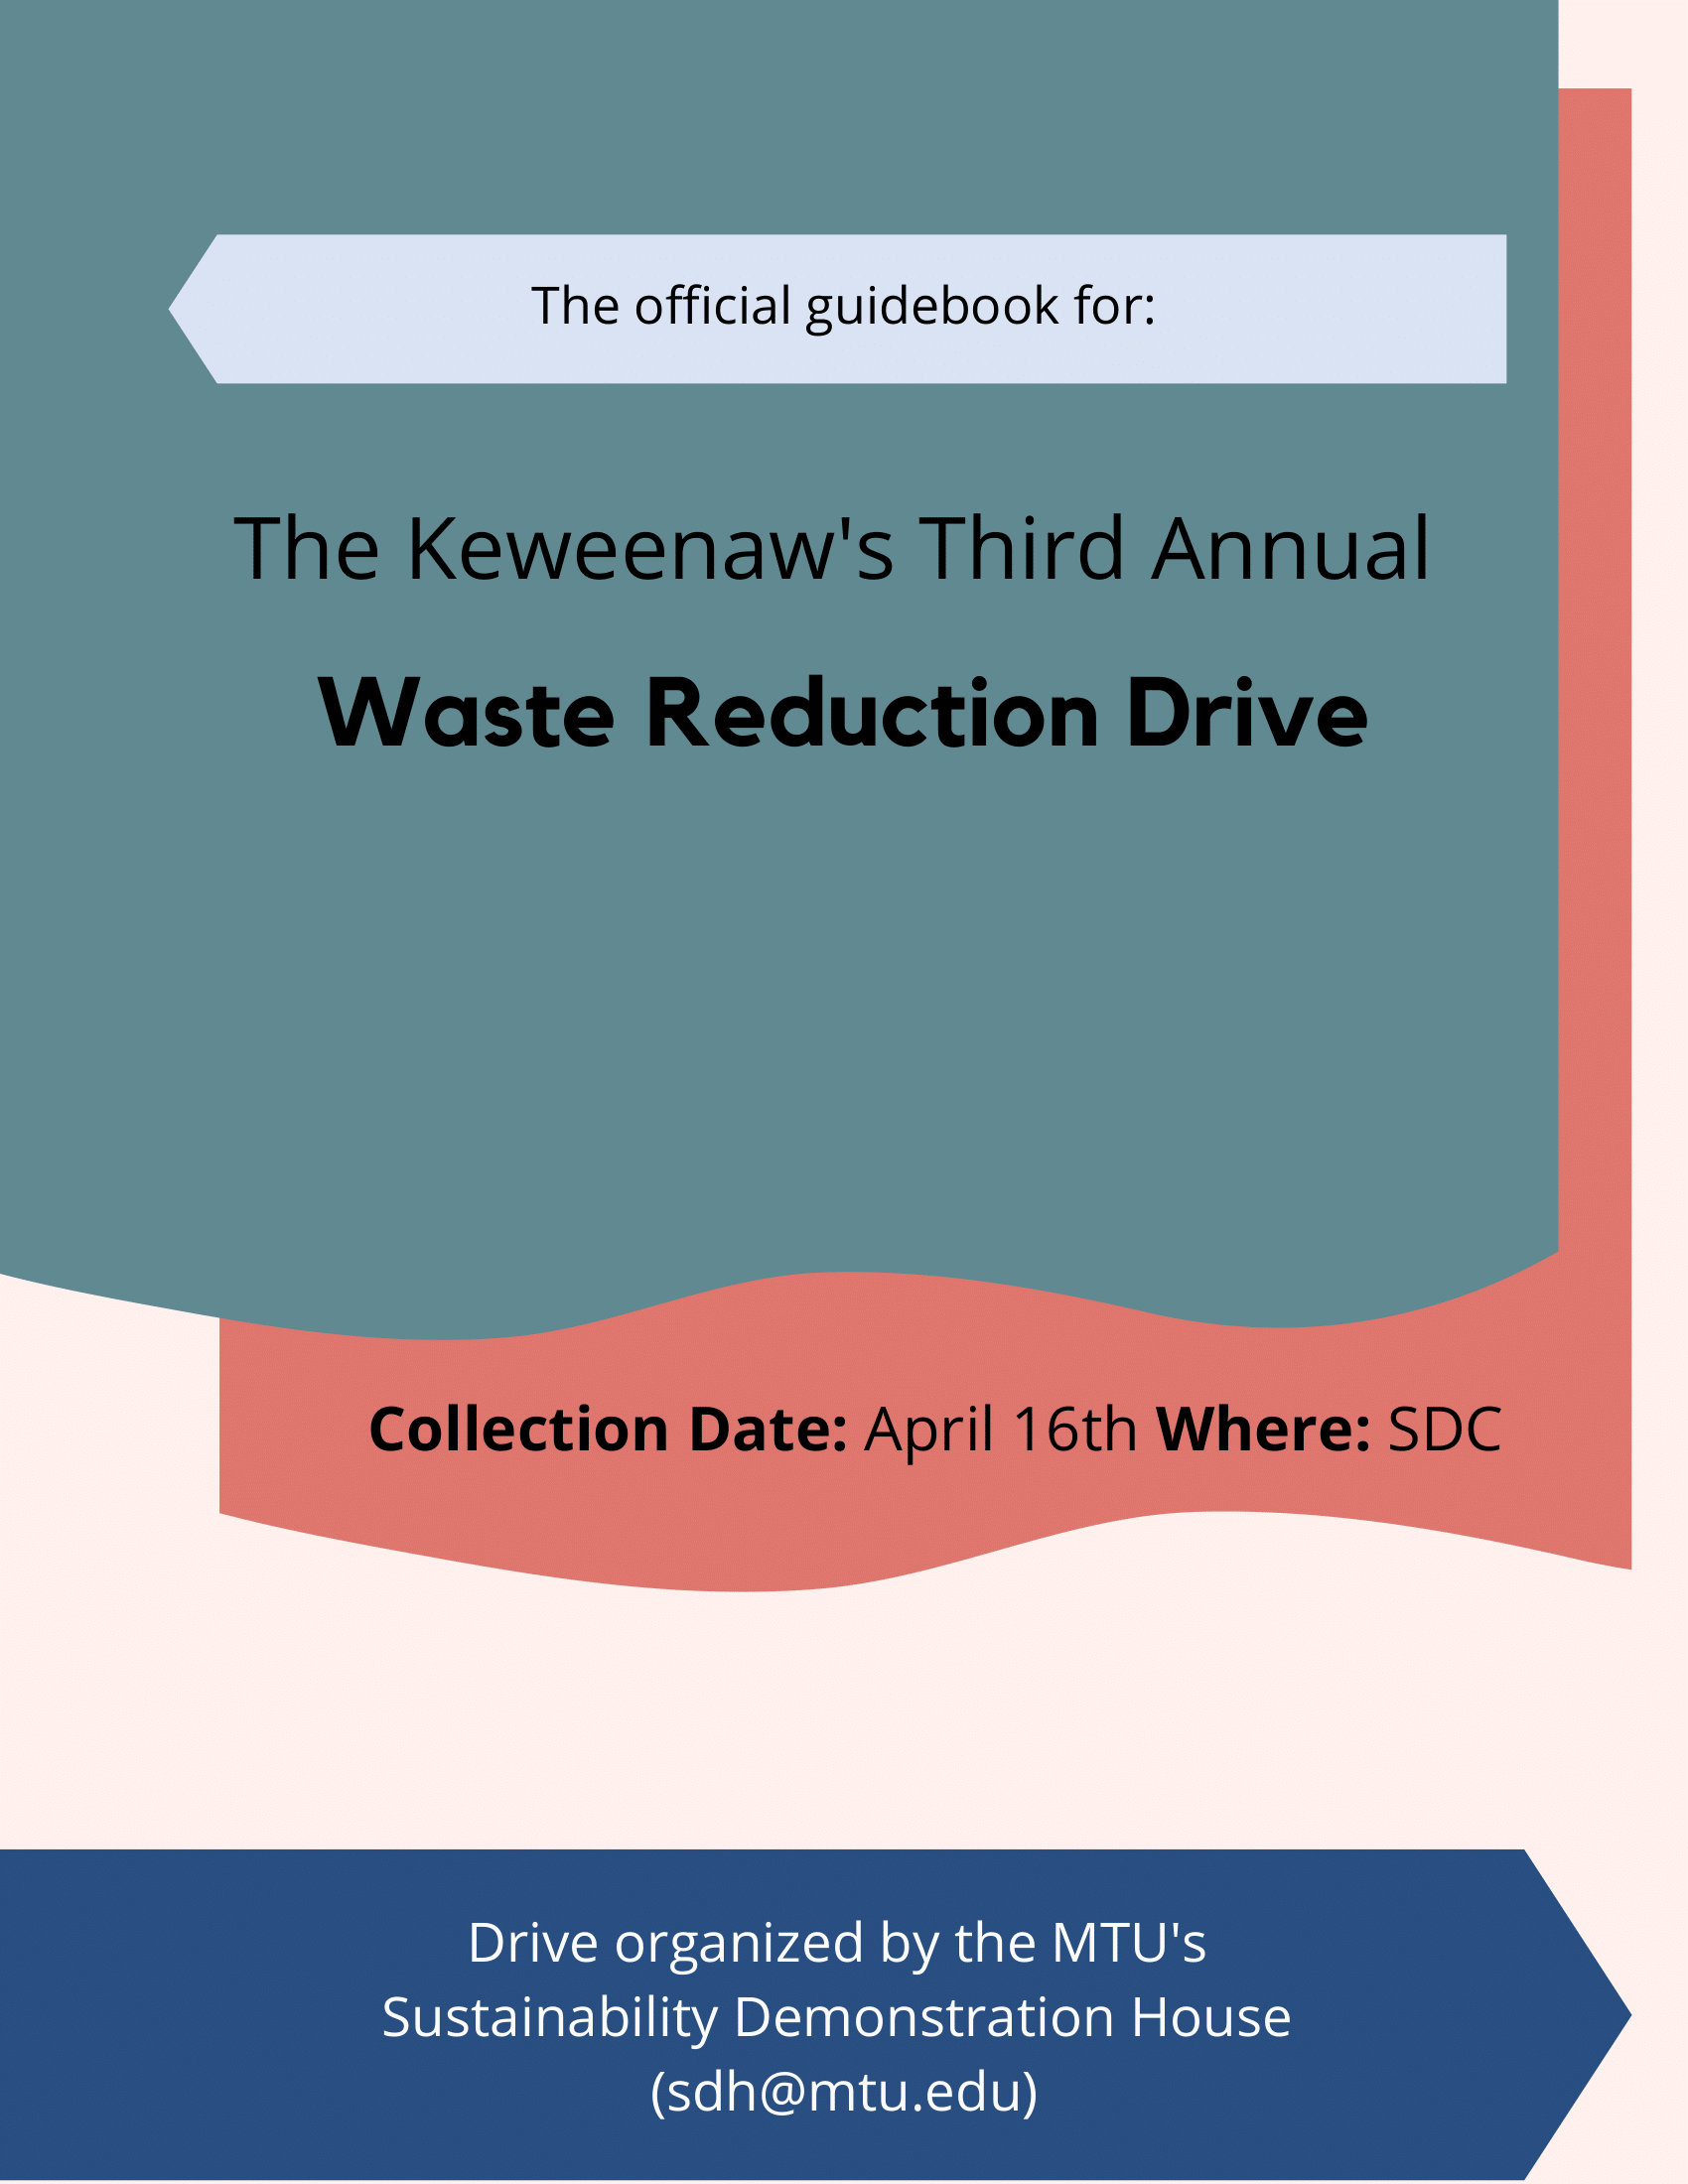 The official guidebook for:
The Keweenaw's Third Annual
Waste Reduction Drive
Collection Date: April 16th Where: SDC
Drive organized by the MTU's
Sustainability Demonstration House
(sdh@mtu.edu)